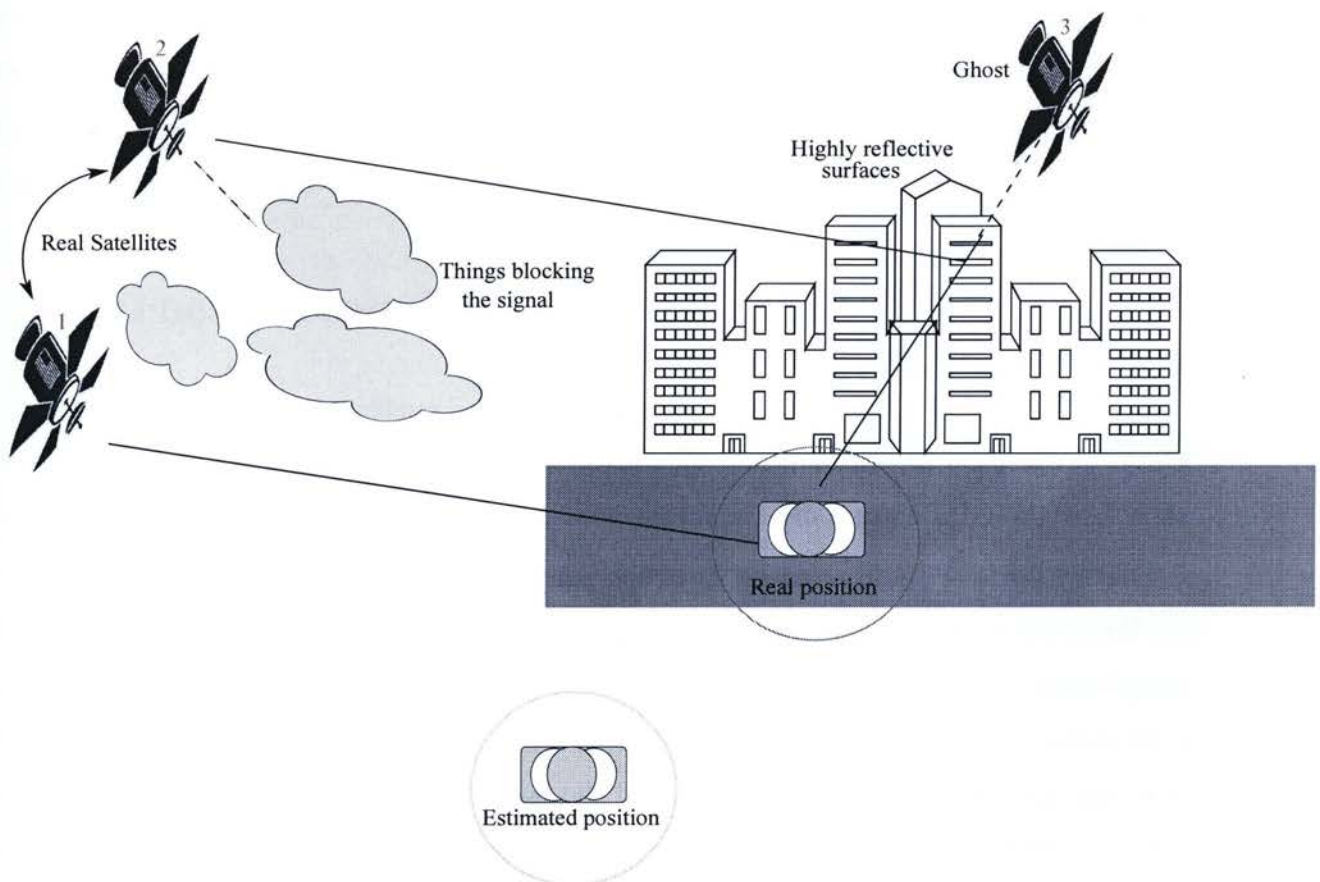 2
3
Ghost
Highly reflective
surfaces
Real Satellites
Things blocking
the signal
1
Real position
Estimated position